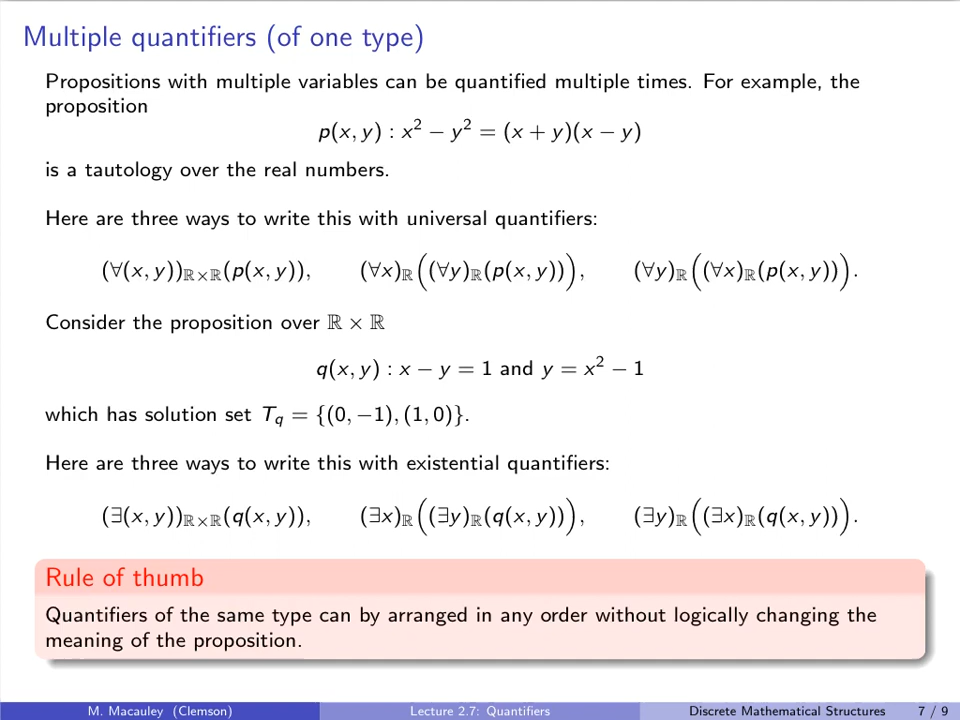 Multiple quantifiers (of one type)
Propositions with multiple variables can be quantified multiple times. For example, the
proposition
p(x, y) : x² − y² = (x + y)(x − y)
is a tautology over the real numbers.
Here are three ways to write this with universal quantifiers:
(∀(x, y))ℝ×ℝ(p(x, y)), (∀x)ℝ((∀y)ℝ(p(x, y))), (∀y)ℝ((∀x)ℝ(p(x, y))).
Consider the proposition over ℝ × ℝ
q(x, y) : x − y = 1 and y = x² − 1
which has solution set T_q = {(0, −1), (1, 0)}.
Here are three ways to write this with existential quantifiers:
(∃(x, y))ℝ×ℝ(q(x, y)), (∃x)ℝ((∃y)ℝ(q(x, y))), (∃y)ℝ((∃x)ℝ(q(x, y))).
Rule of thumb
Quantifiers of the same type can by arranged in any order without logically changing the
meaning of the proposition.
M. Macauley (Clemson) Lecture 2.7: Quantifiers Discrete Mathematical Structures 7 / 9